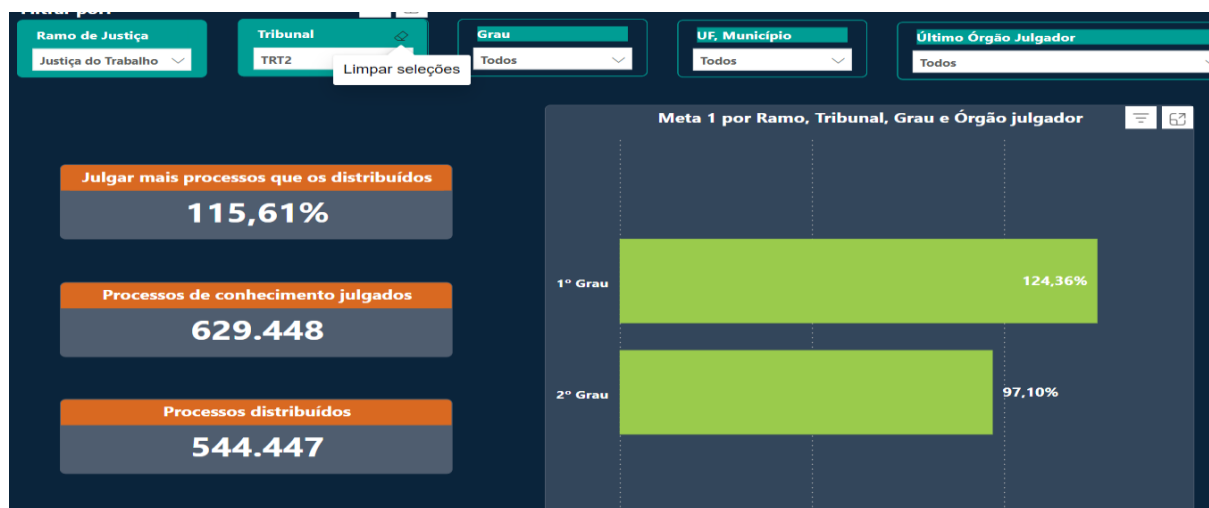 Filtrar por:
Ramo de Justiça
Tribunal
Grau
UF, Município
Último Órgão Julgador
Justiça do Trabalho
TRT2
Limpar seleções
Todos
Todos
Todos
Meta 1 por Ramo, Tribunal, Grau e Órgão julgador
Julgar mais processos que os distribuídos
115,61%
Processos de conhecimento julgados
629.448
Processos distribuídos
544.447
1º Grau
124,36%
2º Grau
97,10%